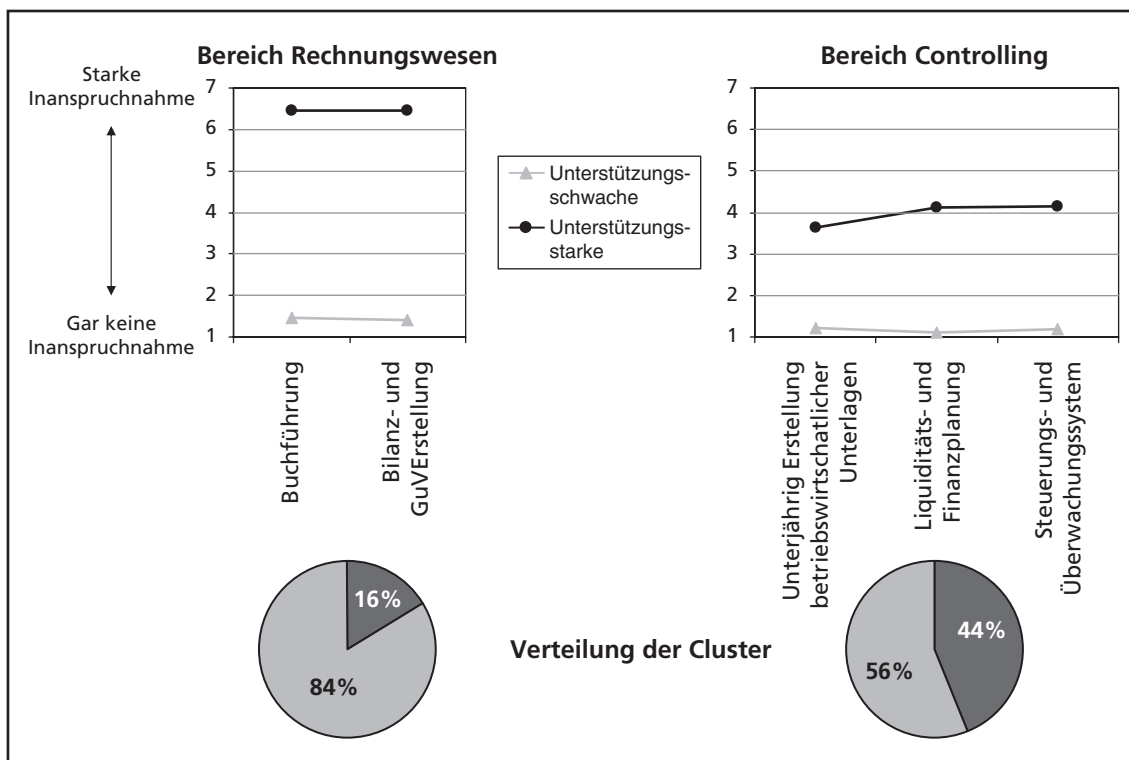 Bereich Rechnungswesen
Bereich Controlling
Starke
Inanspruchnahme
Gar keine
Inanspruchnahme
7
6
5
4
3
2
1
Buchführung
Bilanz- und
GuVErstellung
Unterstützungs-
schwache
Unterstützungs-
starke
7
6
5
4
3
2
1
Unterjährig Erstellung
betriebswirtschatlicher
Unterlagen
Liquiditäts- und
Finanzplanung
Steuerungs- und
Überwachungssystem
16%
84%
Verteilung der Cluster
44%
56%